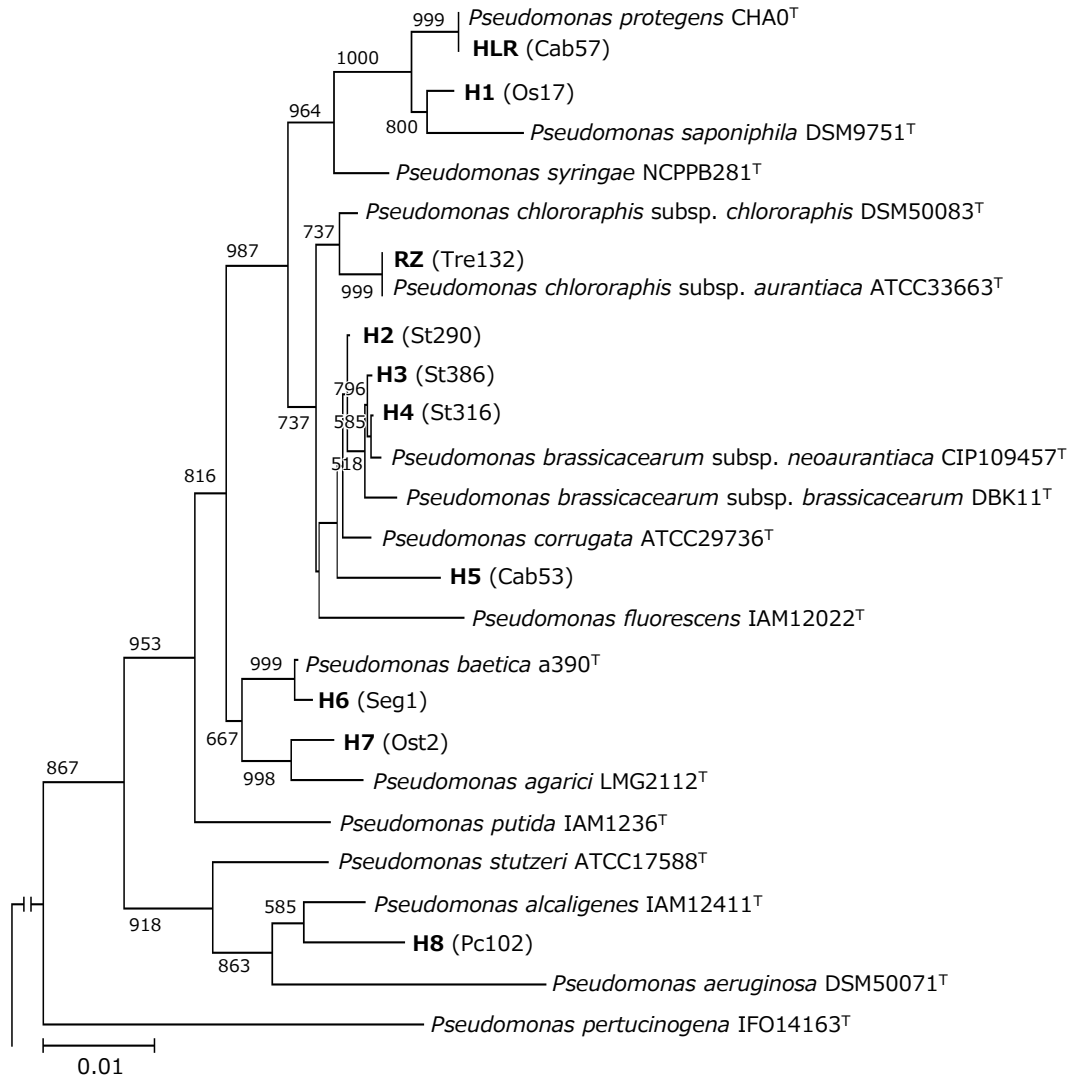 999
Pseudomonas protegens CHA0ᵀ
HLR (Cab57)
1000
H1 (Os17)
964
800
Pseudomonas saponiphila DSM9751ᵀ
Pseudomonas syringae NCPPB281ᵀ
Pseudomonas chlororaphis subsp. chlororaphis DSM50083ᵀ
737
987
RZ (Tre132)
999
Pseudomonas chlororaphis subsp. aurantiaca ATCC33663ᵀ
H2 (St290)
H3 (St386)
796
H4 (St316)
737
585
Pseudomonas brassicacearum subsp. neoaurantiaca CIP109457ᵀ
518
816
Pseudomonas brassicacearum subsp. brassicacearum DBK11ᵀ
Pseudomonas corrugata ATCC29736ᵀ
H5 (Cab53)
Pseudomonas fluorescens IAM12022ᵀ
953
999
Pseudomonas baetica a390ᵀ
H6 (Seg1)
667
H7 (Ost2)
867
998
Pseudomonas agarici LMG2112ᵀ
Pseudomonas putida IAM1236ᵀ
Pseudomonas stutzeri ATCC17588ᵀ
585
Pseudomonas alcaligenes IAM12411ᵀ
918
H8 (Pc102)
863
Pseudomonas aeruginosa DSM50071ᵀ
Pseudomonas pertucinogena IFO14163ᵀ
0.01